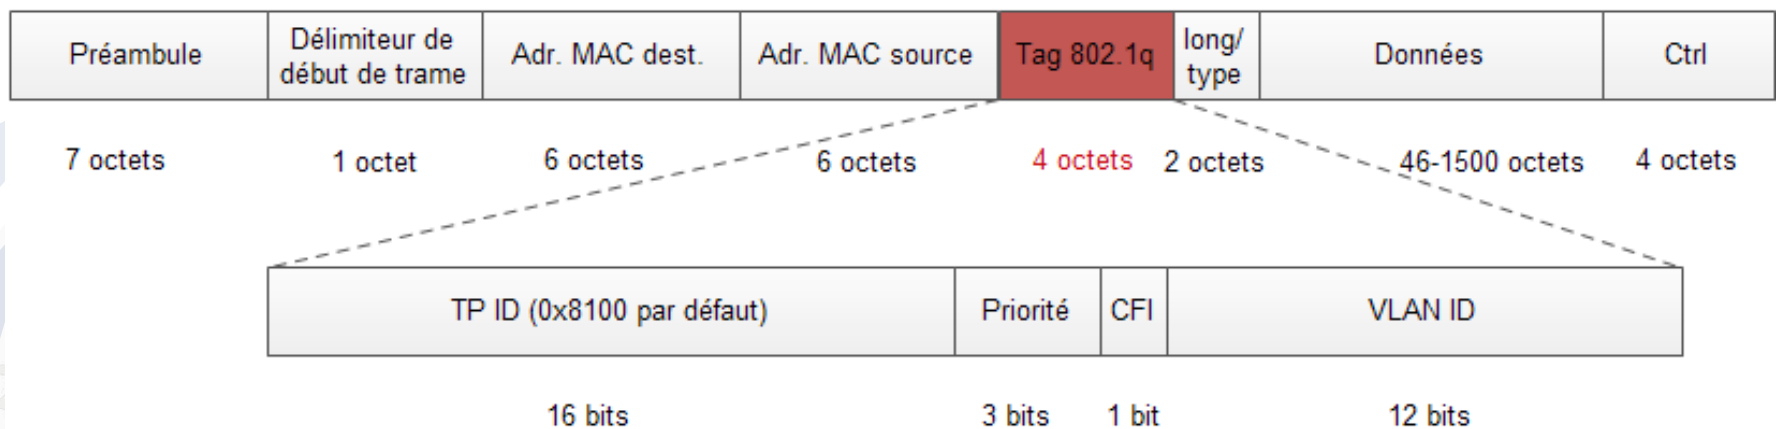 Préambule
Délimiteur de
début de trame
Adr. MAC dest.
Adr. MAC source
Tag 802.1q
long/
type
Données
Ctrl
7 octets
1 octet
6 octets
6 octets
4 octets
2 octets
46-1500 octets
4 octets
TP ID (0x8100 par défaut)
Priorité
CFI
VLAN ID
16 bits
3 bits
1 bit
12 bits